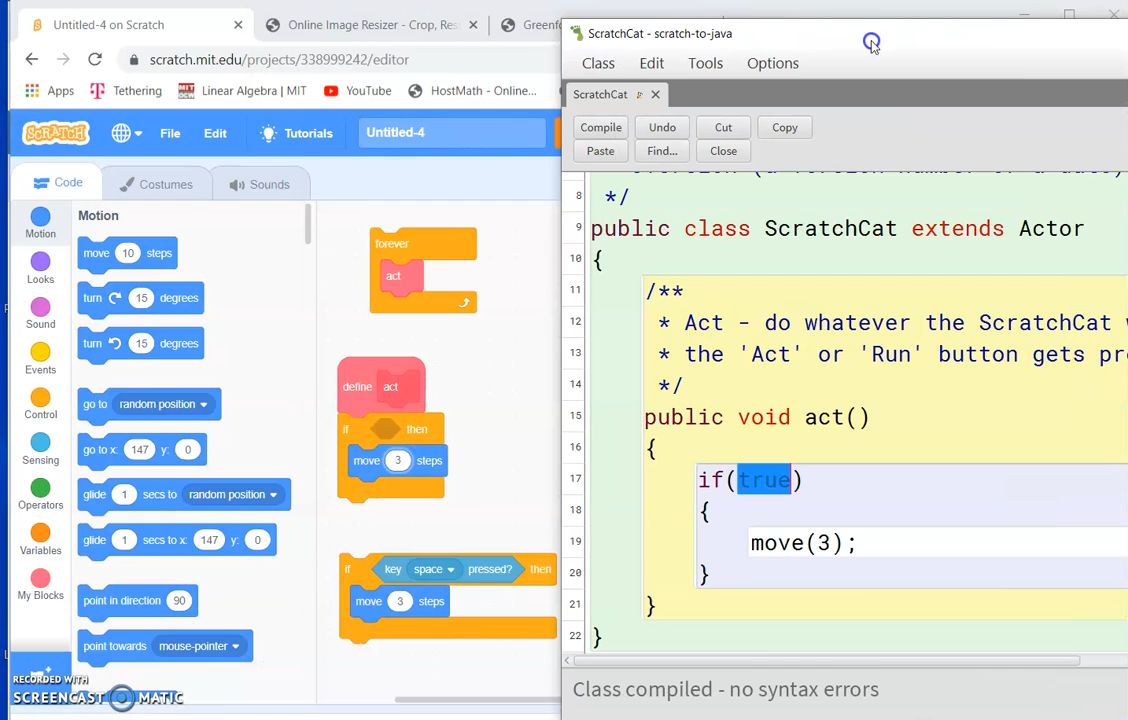 Untitled-4 on Scratch
Online Image Resizer - Crop, Res
Greenfo
scratch.mit.edu/projects/338999242/editor
Apps
Tethering
Linear Algebra | MIT
YouTube
HostMath - Online...
SCRATCH
File
Edit
Tutorials
Untitled-4
Code
Costumes
Sounds
Motion
Looks
Sound
Events
Control
Sensing
Operators
Variables
My Blocks
Motion
move 10 steps
turn 15 degrees
turn 15 degrees
go to random position
go to x: 147 y: 0
glide 1 secs to random position
glide 1 secs to x: 147 y: 0
point in direction 90
point towards mouse-pointer
forever
act
define act
if then
move 3 steps
if key space pressed? then
move 3 steps
RECORDED WITH
SCREENCAST MATIC
ScratchCat - scratch-to-java
Class
Edit
Tools
Options
ScratchCat
Compile
Undo
Cut
Copy
Paste
Find...
Close
8 */
9 public class ScratchCat extends Actor
10 {
11 /**
12 * Act - do whatever the ScratchCat w
13 * the 'Act' or 'Run' button gets pre
14 */
15 public void act()
16 {
17 if(true)
18 {
19 move(3);
20 }
21 }
22 }
Class compiled - no syntax errors